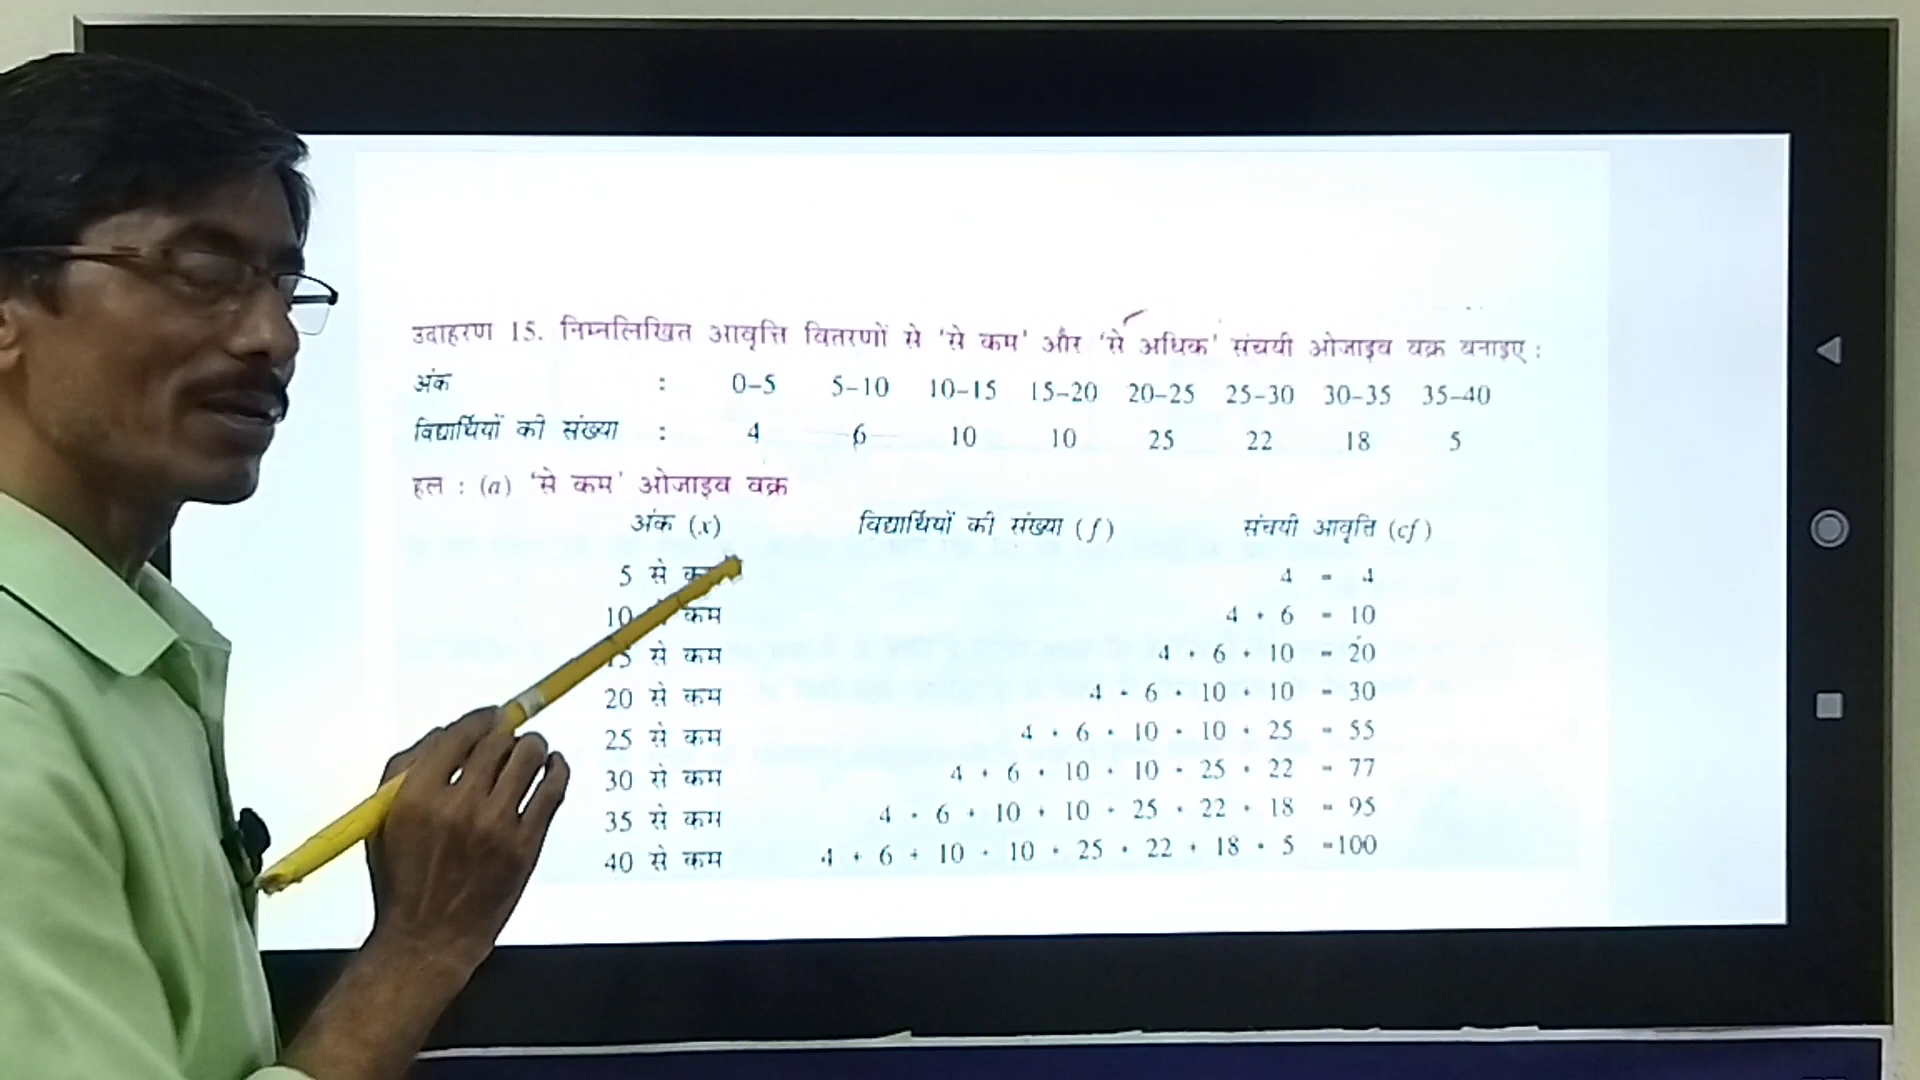 उदाहरण 15. निम्नलिखित आवृत्ति वितरणों से 'से कम' और 'से अधिक' संचयी ओजाइव वक्र बनाइए :
अंक : 0–5 5–10 10–15 15–20 20–25 25–30 30–35 35–40
विद्यार्थियों की संख्या : 4 6 10 10 25 22 18 5
हल : (a) 'से कम' ओजाइव वक्र
अंक (x) विद्यार्थियों की संख्या (f) संचयी आवृत्ति (cf)
5 से कम 4 = 4
10 से कम 4 + 6 = 10
15 से कम 4 + 6 + 10 = 20
20 से कम 4 + 6 + 10 + 10 = 30
25 से कम 4 + 6 + 10 + 10 + 25 = 55
30 से कम 4 + 6 + 10 + 10 + 25 + 22 = 77
35 से कम 4 + 6 + 10 + 10 + 25 + 22 + 18 = 95
40 से कम 4 + 6 + 10 + 10 + 25 + 22 + 18 + 5 =100